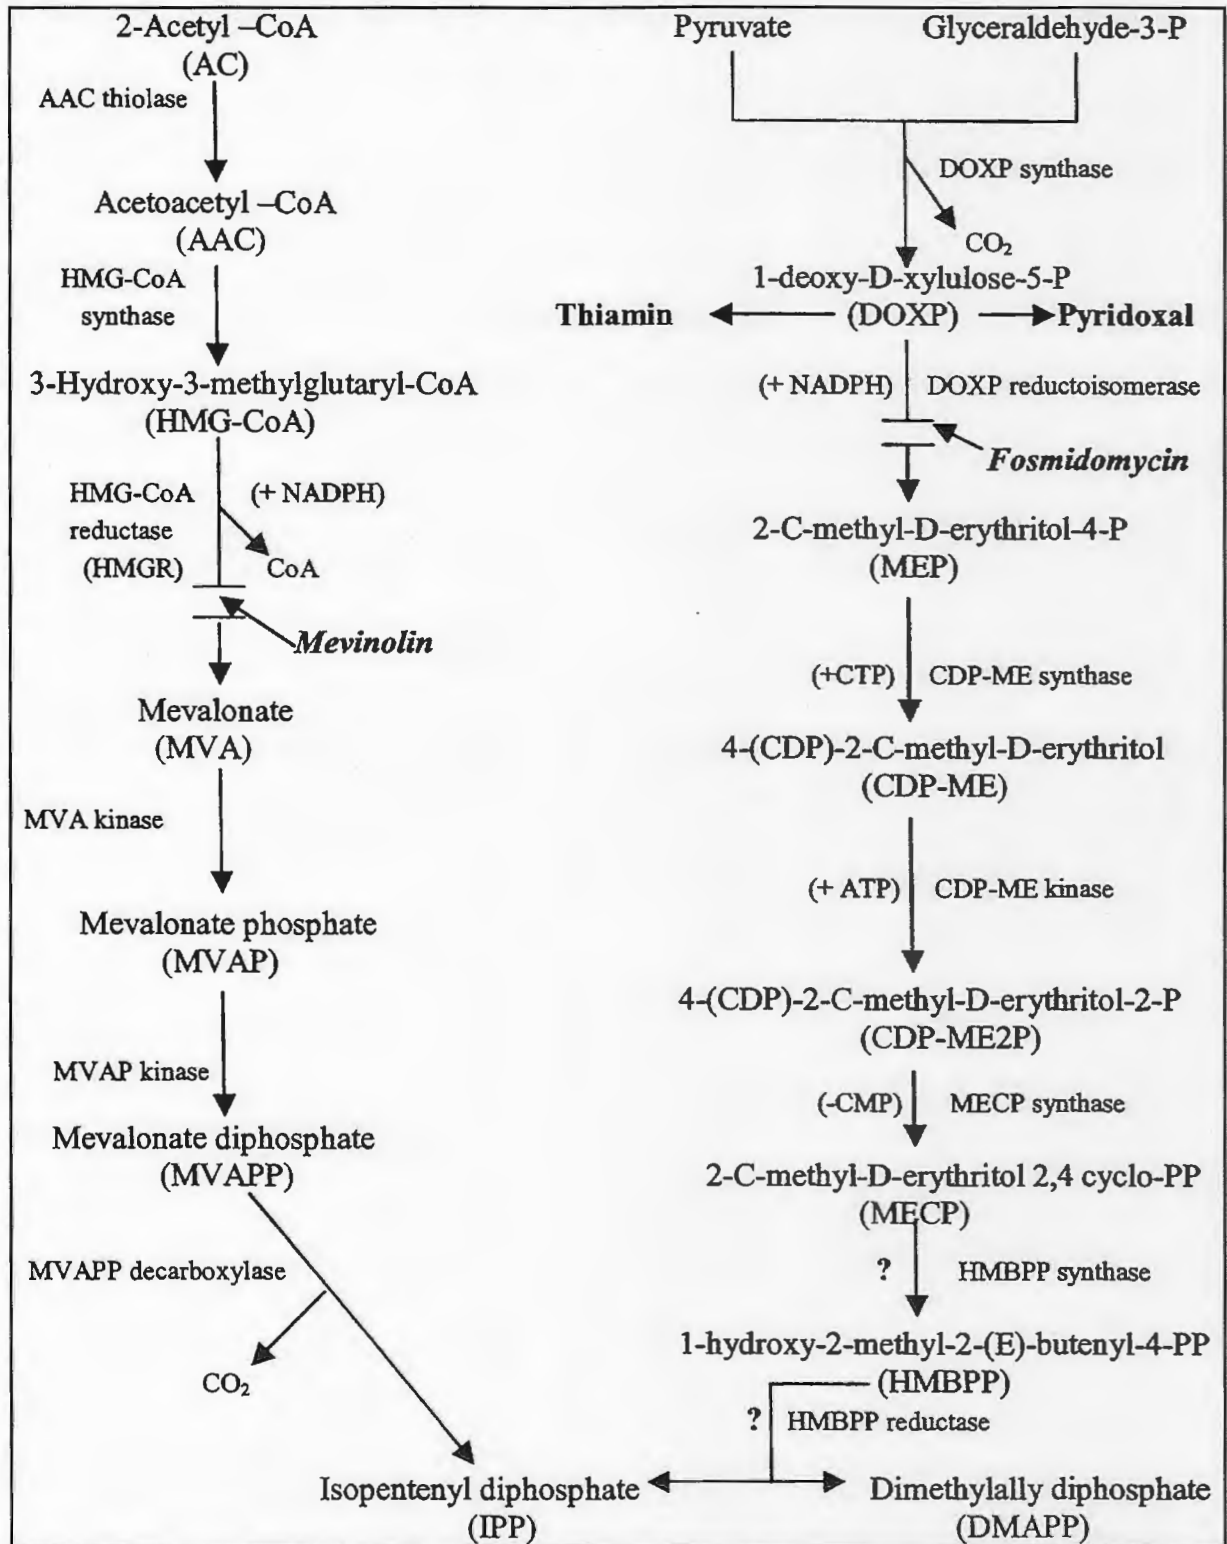 2-Acetyl –CoA
(AC)
AAC thiolase
Acetoacetyl –CoA
(AAC)
HMG-CoA
synthase
3-Hydroxy-3-methylglutaryl-CoA
(HMG-CoA)
HMG-CoA
reductase
(HMGR)
(+ NADPH)
CoA
Mevinolin
Mevalonate
(MVA)
MVA kinase
Mevalonate phosphate
(MVAP)
MVAP kinase
Mevalonate diphosphate
(MVAPP)
MVAPP decarboxylase
CO₂
Pyruvate
Glyceraldehyde-3-P
DOXP synthase
CO₂
1-deoxy-D-xylulose-5-P
Thiamin
(DOXP)
Pyridoxal
(+ NADPH)
DOXP reductoisomerase
Fosmidomycin
2-C-methyl-D-erythritol-4-P
(MEP)
(+CTP)
CDP-ME synthase
4-(CDP)-2-C-methyl-D-erythritol
(CDP-ME)
(+ ATP)
CDP-ME kinase
4-(CDP)-2-C-methyl-D-erythritol-2-P
(CDP-ME2P)
(-CMP)
MECP synthase
2-C-methyl-D-erythritol 2,4 cyclo-PP
(MECP)
?
HMBPP synthase
1-hydroxy-2-methyl-2-(E)-butenyl-4-PP
(HMBPP)
?
HMBPP reductase
Isopentenyl diphosphate
(IPP)
Dimethylally diphosphate
(DMAPP)